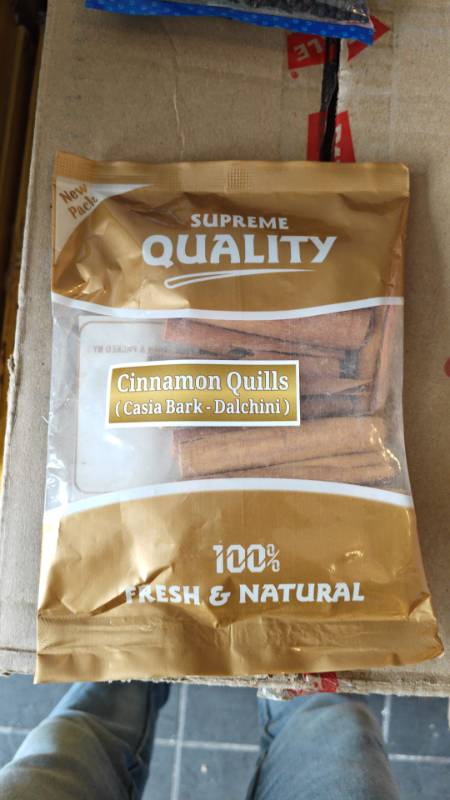 New
Pack
SUPREME
QUALITY
Cinnamon Quills
( Casia Bark - Dalchini )
100%
FRESH & NATURAL